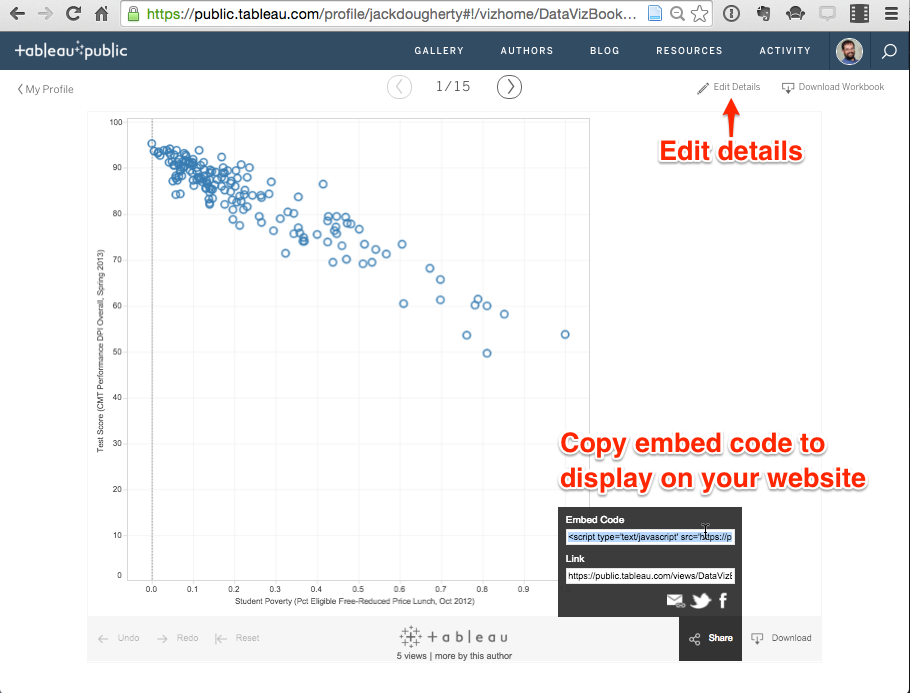 https://public.tableau.com/profile/jackdougherty#!/vizhome/DataVizBook...
+ableau+public
GALLERY AUTHORS BLOG RESOURCES ACTIVITY
My Profile
1/15
Edit Details
Download Workbook
Edit details
100
90
80
70
60
50
40
30
20
10
0
Test Score (CMT Performance DPI Overall, Spring 2013)
0.0 0.1 0.2 0.3 0.4 0.5 0.6 0.7 0.8 0.9
Student Poverty (Pct Eligible Free-Reduced Price Lunch, Oct 2012)
Copy embed code to
display on your website
Embed Code
<script type='text/javascript' src='https://p
Link
https://public.tableau.com/views/DataVizB
Undo Redo Reset
+ableau
5 views | more by this author
Share
Download